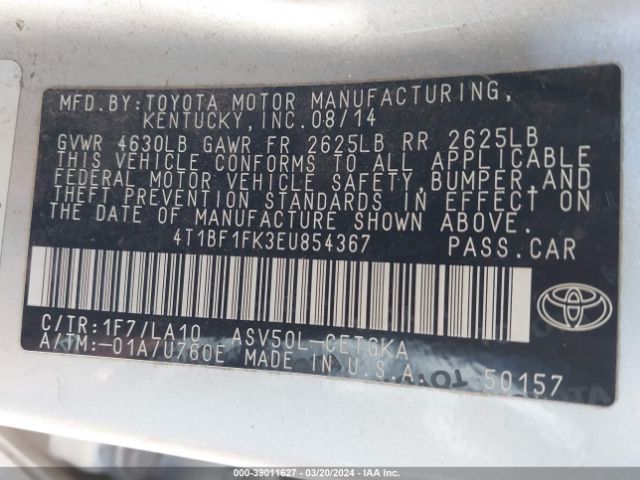 MFD.BY:TOYOTA MOTOR MANUFACTURING,
KENTUCKY,INC.08/14
GVWR 4630LB GAWR FR 2625LB RR 2625LB
THIS VEHICLE CONFORMS TO ALL APPLICABLE
FEDERAL MOTOR VEHICLE SAFETY,BUMPER,AND
THEFT PREVENTION STANDARDS IN EFFECT ON
THE DATE OF MANUFACTURE SHOWN ABOVE.
4T1BF1FK3EU854367 PASS.CAR
C/TR:1F7/LA10 ASV50L-CETGKA
A/TM:-01A/U760E MADE IN U.S.A. 50157
TOYOTA
000-39011627 - 03/20/2024 - IAA Inc.